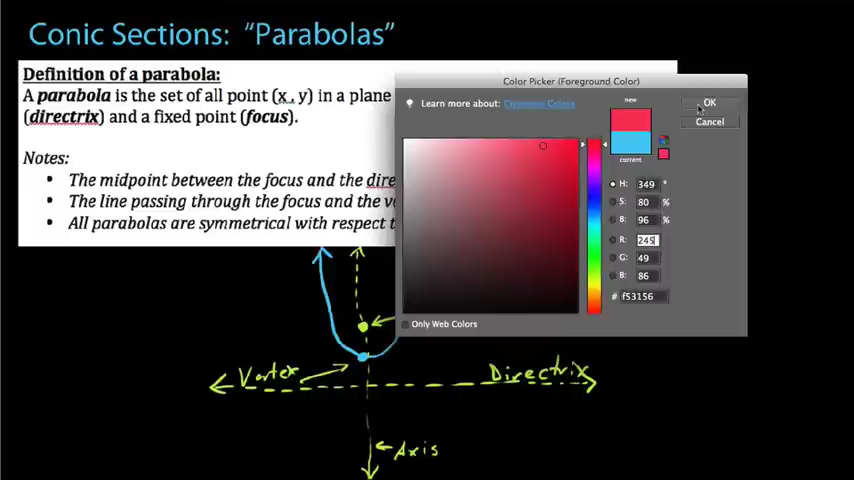 Conic Sections: "Parabolas"
Definition of a parabola:
A parabola is the set of all point (x , y) in a plane
(directrix) and a fixed point (focus).
Notes:
• The midpoint between the focus and the dire
• The line passing through the focus and the v
• All parabolas are symmetrical with respect t
Color Picker (Foreground Color)
Learn more about: Choosing Colors
new
current
OK
Cancel
H: 349 °
S: 80 %
B: 96 %
R: 245
G: 49
B: 86
# f53156
Only Web Colors
Vertex
Directrix
Axis